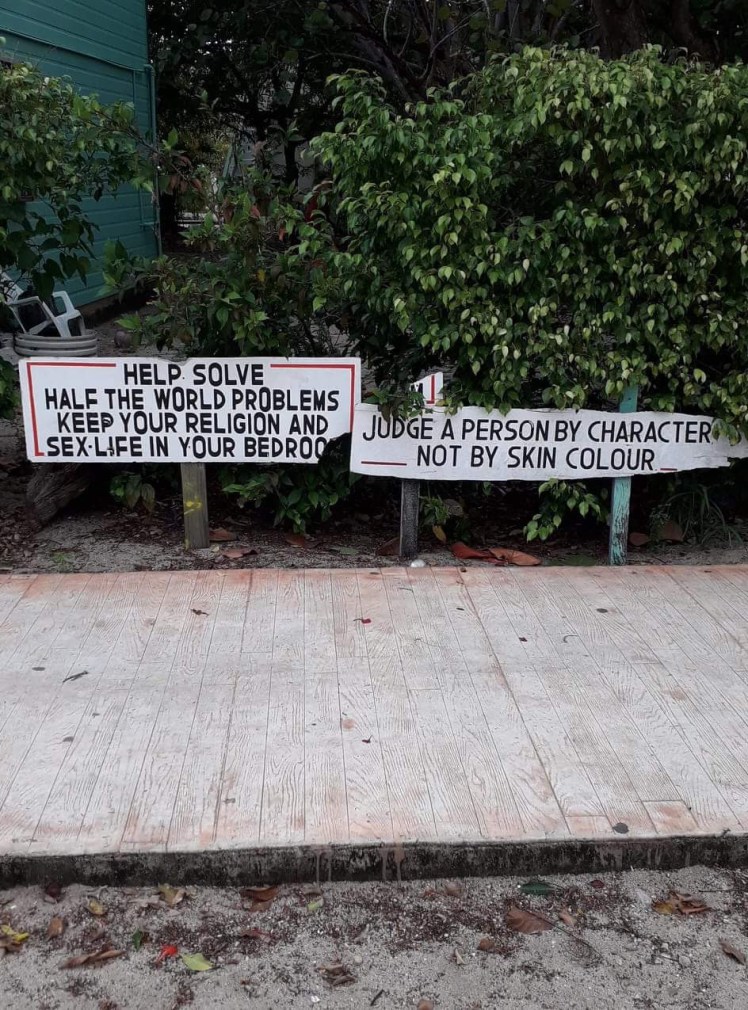 HELP SOLVE
HALF THE WORLD PROBLEMS
KEEP YOUR RELIGION AND
SEX-LIFE IN YOUR BEDROO
JUDGE A PERSON BY CHARACTER
NOT BY SKIN COLOUR